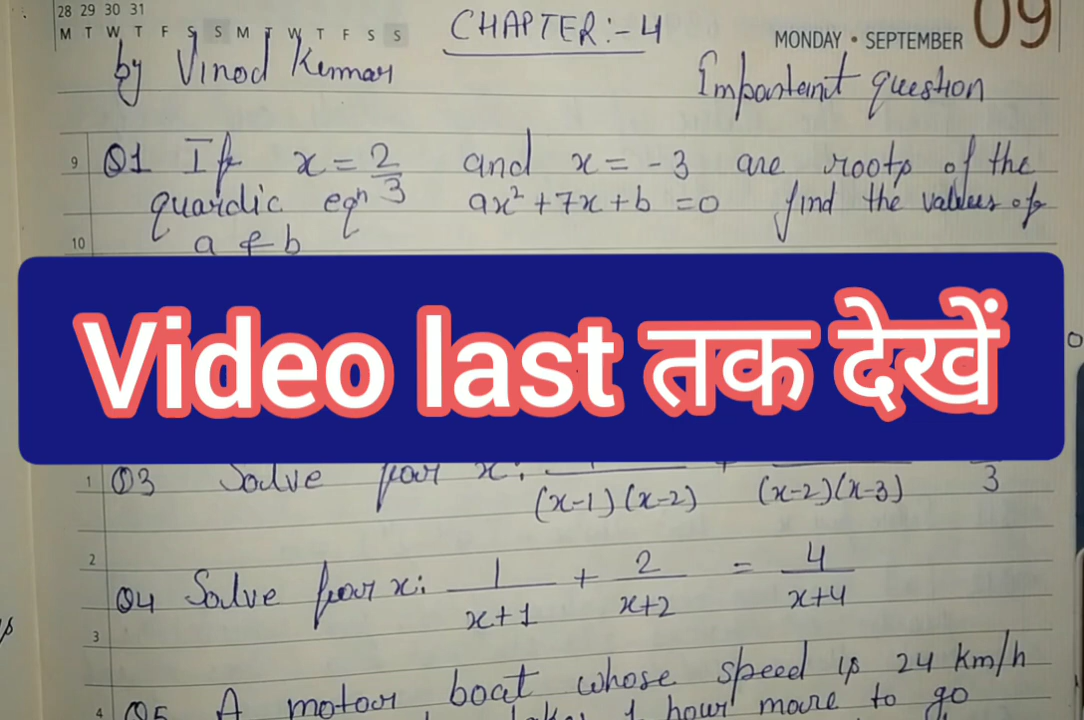 28 29 30 31
M T W T F S S M T W T F S S
CHAPTER:- 4
MONDAY • SEPTEMBER 09
by Vinod Kumar
Important question
9 Q1 If x = 2/3 and x = -3 are roots of the
quardic eqn ax² + 7x + b = 0 find the values of
10 a & b
Video last तक देखें
1 Q3 Solve for x: (x-1)(x-2) + (x-2)(x-3) 3
2
Q4 Solve for x: 1/x+1 + 2/x+2 = 4/x+4
3
Q5 A motor boat whose speed is 24 km/h
4 1 hour more to go